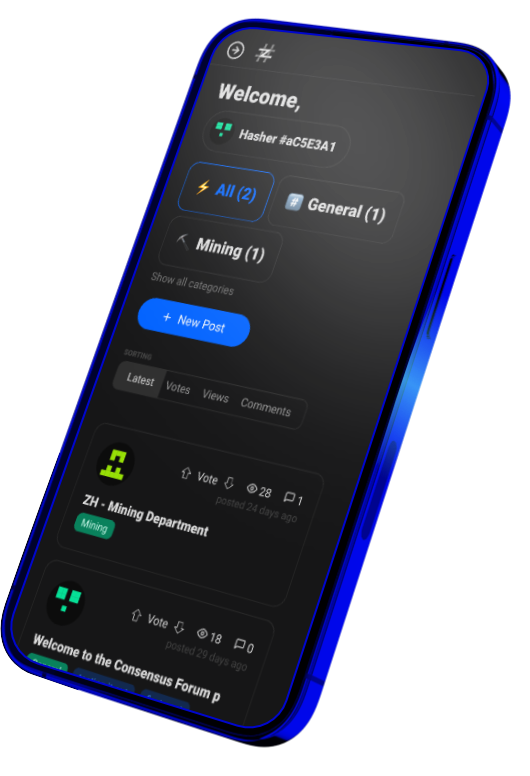 Welcome,
Hasher #aC5E3A1
All (2)
# General (1)
Mining (1)
Show all categories
+ New Post
SORTING
Latest Votes Views Comments
Vote 28 1
posted 24 days ago
ZH - Mining Department
Mining
Vote 18 0
posted 29 days ago
Welcome to the Consensus Forum p